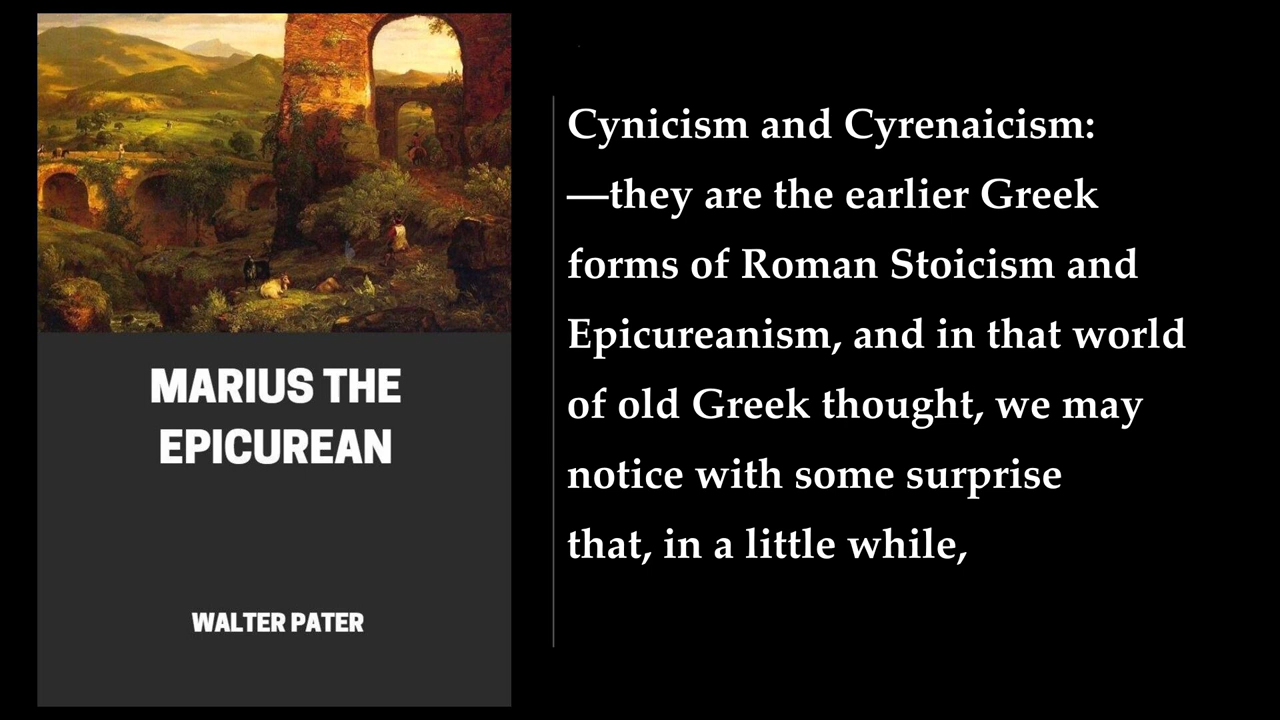 MARIUS THE
EPICUREAN
WALTER PATER
Cynicism and Cyrenaicism:
—they are the earlier Greek
forms of Roman Stoicism and
Epicureanism, and in that world
of old Greek thought, we may
notice with some surprise
that, in a little while,